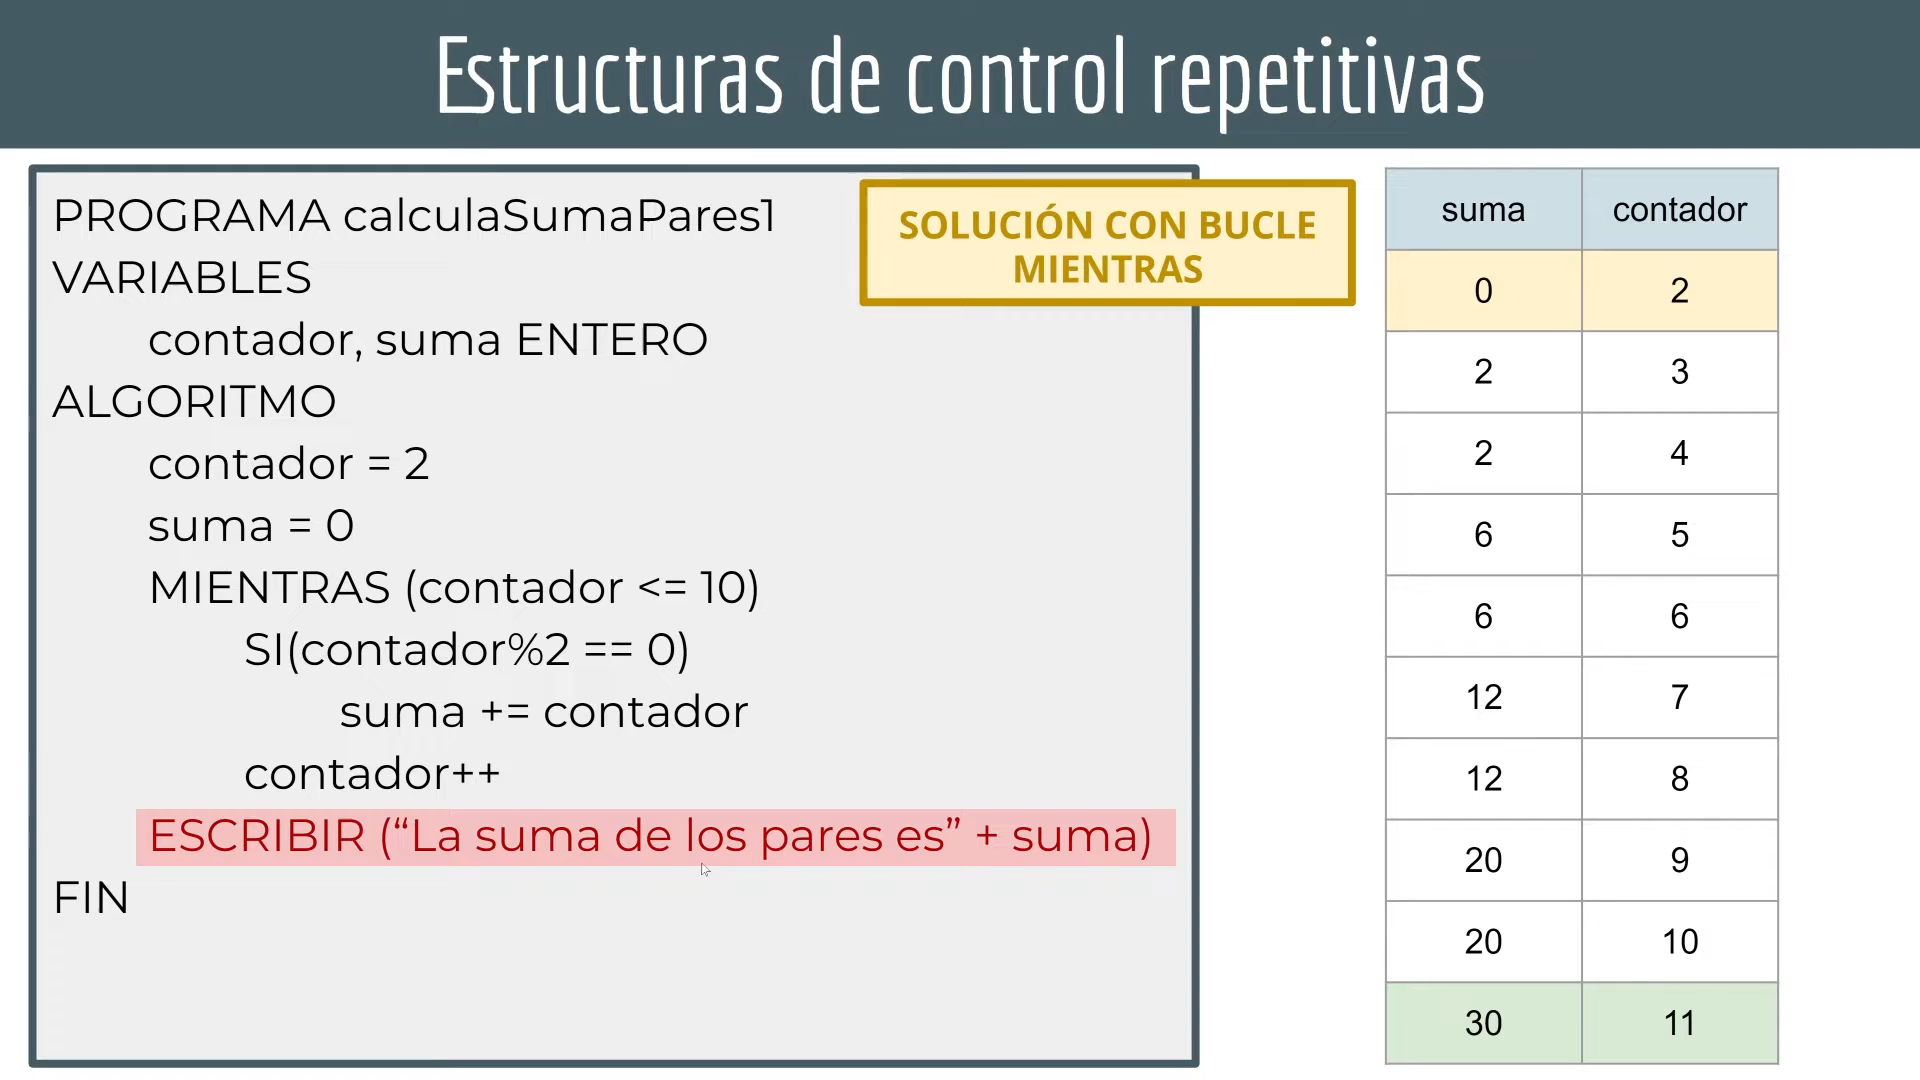 Estructuras de control repetitivas
PROGRAMA calculaSumaPares1
VARIABLES
contador, suma ENTERO
ALGORITMO
contador = 2
suma = 0
MIENTRAS (contador <= 10)
SI(contador%2 == 0)
suma += contador
contador++
ESCRIBIR (“La suma de los pares es” + suma)
FIN
SOLUCIÓN CON BUCLE
MIENTRAS
suma contador
0 2
2 3
2 4
6 5
6 6
12 7
12 8
20 9
20 10
30 11